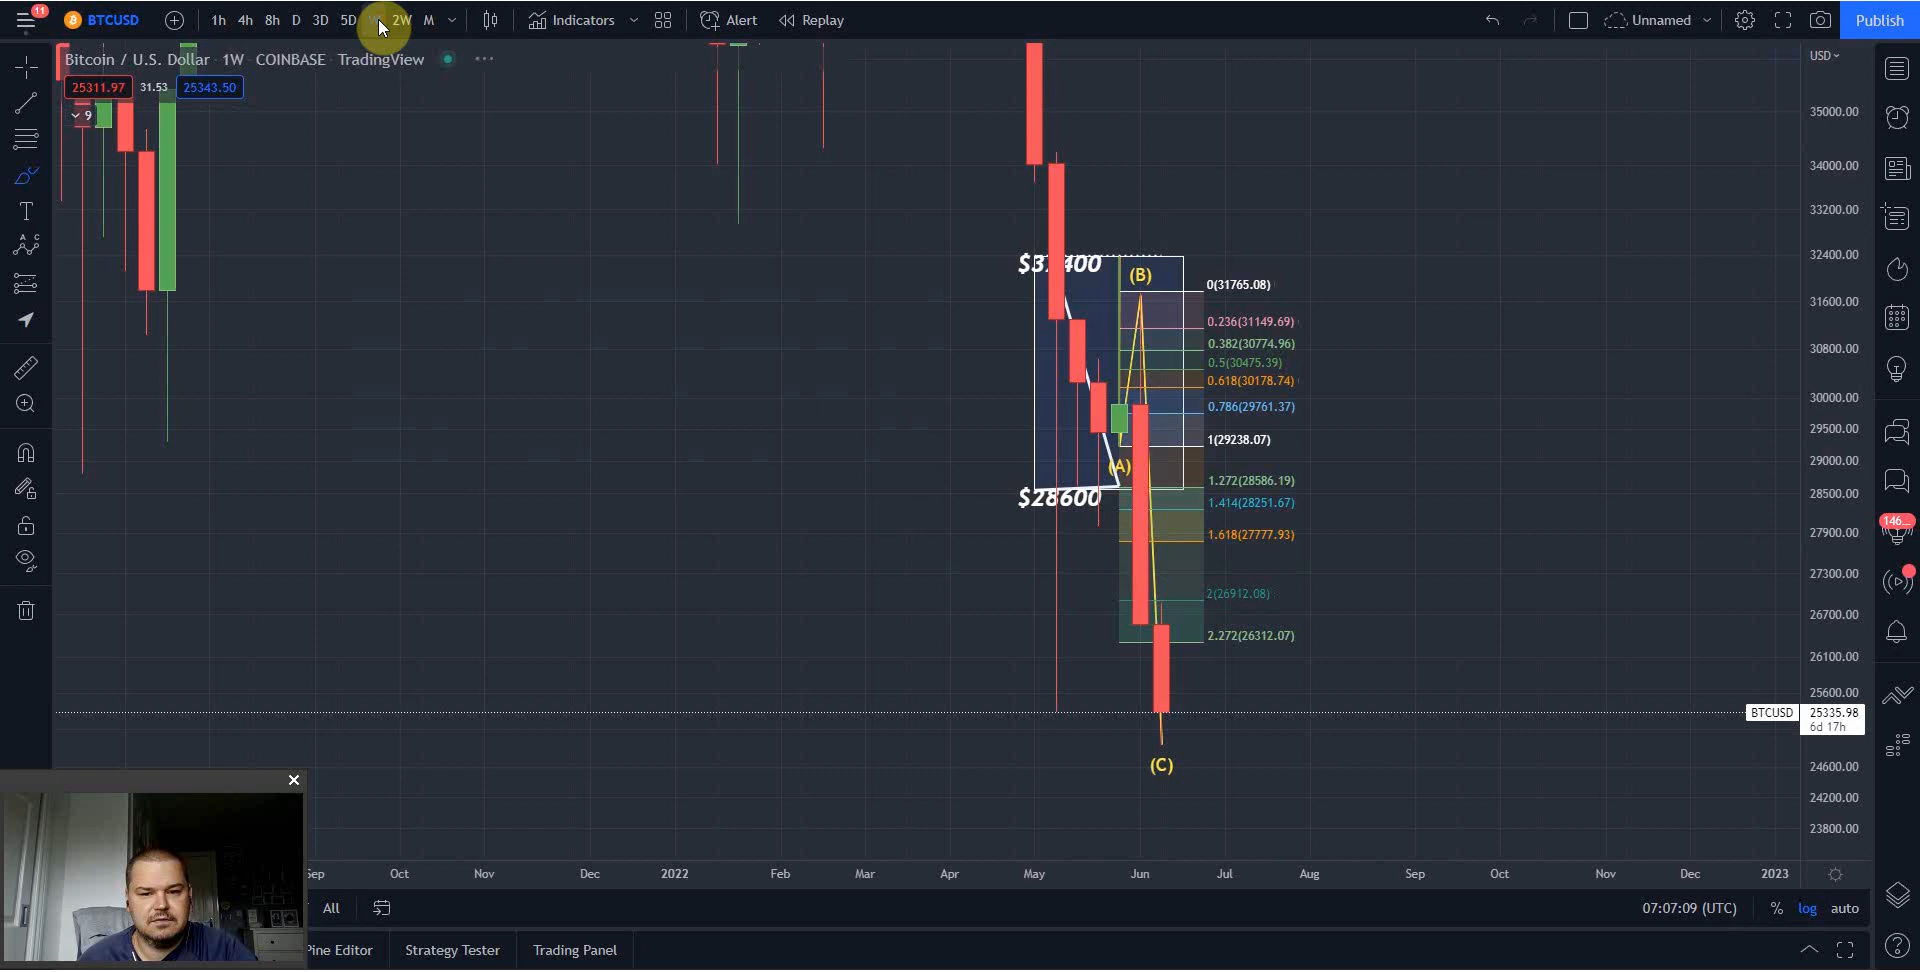 11
BTCUSD
1h 4h 8h D 3D 5D W 2W M
Indicators
Alert
Replay
Unnamed
Publish
Bitcoin / U.S. Dollar 1W COINBASE TradingView
25311.97 31.53 25343.50
9
USD
35000.00
34000.00
33200.00
32400.00
31600.00
30800.00
30000.00
29500.00
29000.00
28500.00
27900.00
27300.00
26700.00
26100.00
25600.00
BTCUSD 25335.98
6d 17h
24600.00
24200.00
23800.00
(B)
0(31765.08)
0.236(31149.69)
0.382(30774.96)
0.5(30475.39)
0.618(30178.74)
0.786(29761.37)
1(29238.07)
(A)
1.272(28586.19)
$28600
1.414(28251.67)
1.618(27777.93)
2(26912.08)
2.272(26312.07)
(C)
146...
Oct Nov Dec 2022 Feb Mar Apr May Jun Jul Aug Sep Oct Nov Dec 2023
All
07:07:09 (UTC) % log auto
Pine Editor Strategy Tester Trading Panel